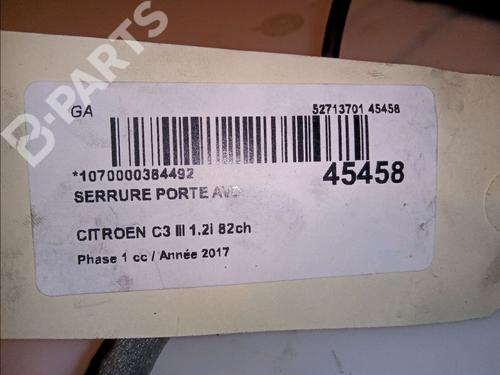 B-PARTS
GA
52713701 45458
*1070000384492
45458
SERRURE PORTE
CITROEN C3 III 1.2i 82ch
Phase 1 cc / Année 2017